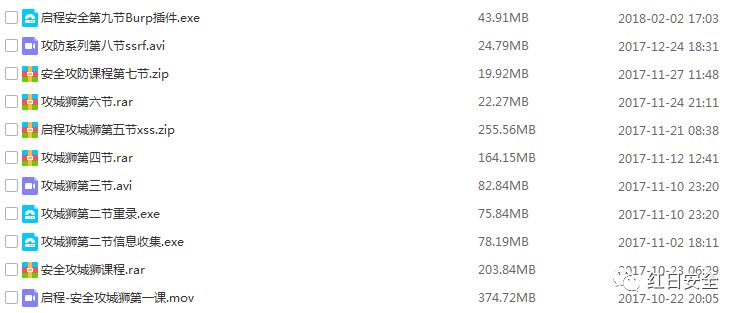 启程安全第九节Burp插件.exe 43.91MB 2018-02-02 17:03
攻防系列第八节ssrf.avi 24.79MB 2017-12-24 18:31
安全攻防课程第七节.zip 19.92MB 2017-11-27 11:48
攻城狮第六节.rar 22.27MB 2017-11-24 21:11
启程攻城狮第五节xss.zip 255.56MB 2017-11-21 08:38
攻城狮第四节.rar 164.15MB 2017-11-12 12:41
攻城狮第三节.avi 82.84MB 2017-11-10 23:20
攻城狮第二节重录.exe 75.84MB 2017-11-10 23:20
攻城狮第二节信息收集.exe 78.19MB 2017-11-02 18:11
安全攻城狮课程.rar 203.84MB 2017-10-23 06:29
红日安全
启程-安全攻城狮第一课.mov 374.72MB 2017-10-22 20:05